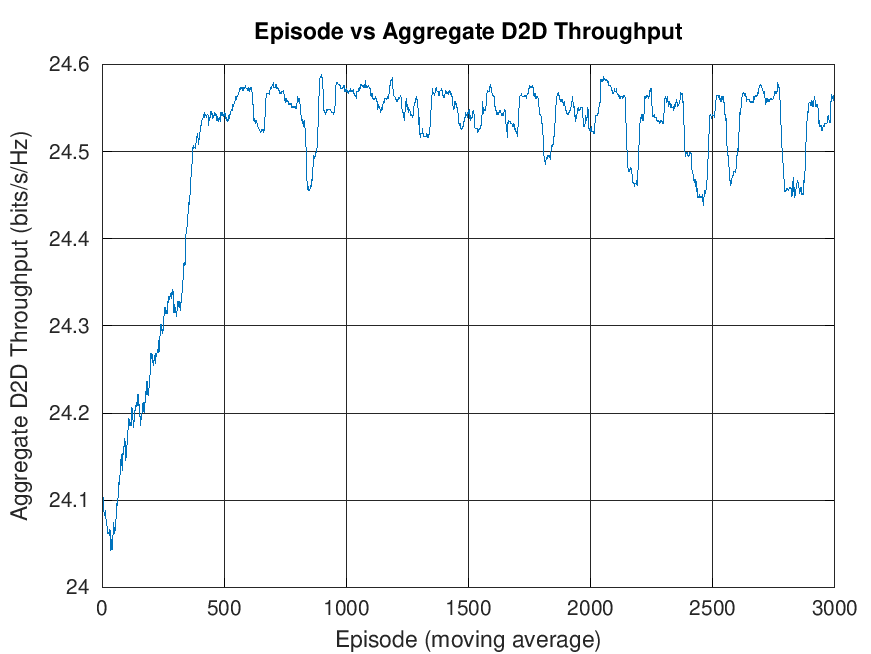 Episode vs Aggregate D2D Throughput
Aggregate D2D Throughput (bits/s/Hz)
24.6
24.5
24.4
24.3
24.2
24.1
24
0 500 1000 1500 2000 2500 3000
Episode (moving average)